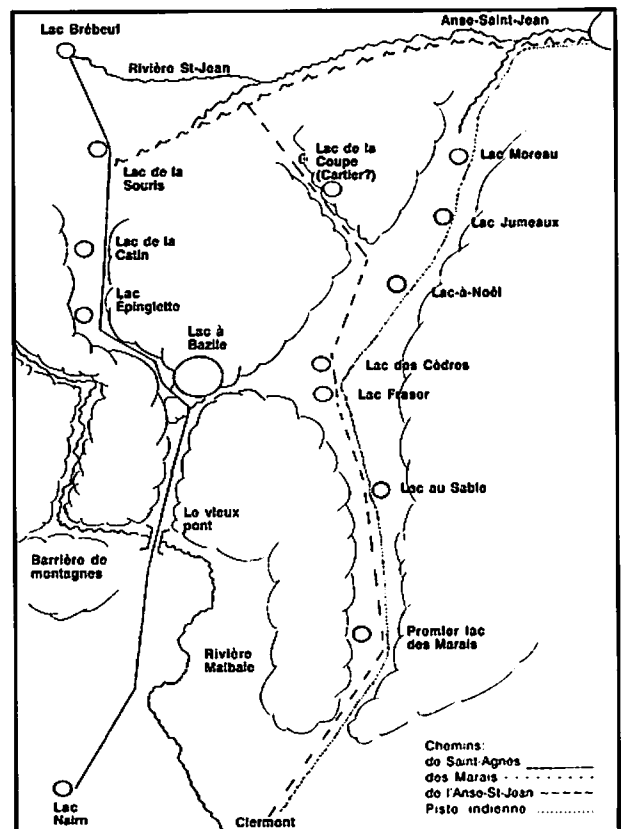 Anse-Saint-Jean
Lac Brébeuf
Rivière St-Jean
Lac de la
Coupe
(Cartier?)
Lac Moreau
Lac de la
Souris
Lac Jumeaux
Lac de la
Catin
Lac-à-Noël
Lac
Épinglette
Lac à
Bazile
Lac des Cèdres
Lac Fraser
Lac au Sable
Le vieux
pont
Barrière de
montagnes
Premier lac
des Marais
Rivière
Malbaie
Chemins:
de Saint-Agnès
des Marais
de l'Anse-St-Jean
Piste indienne
Lac
Nairn
Clermont